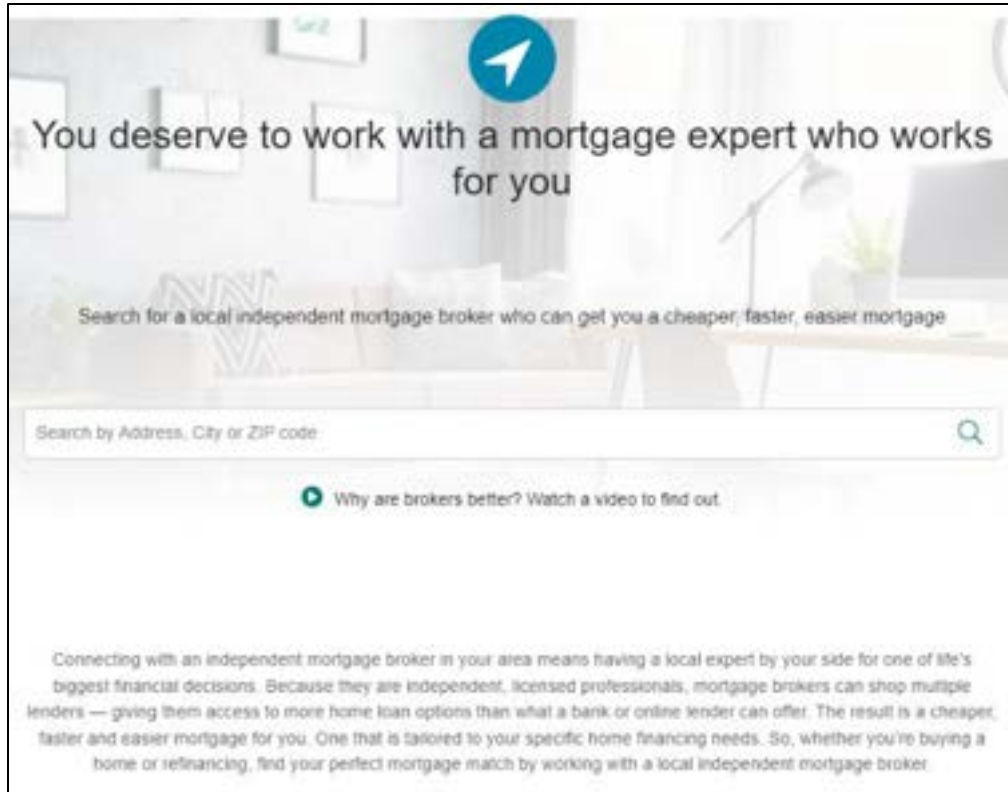 You deserve to work with a mortgage expert who works
for you
Search for a local independent mortgage broker who can get you a cheaper, faster, easier mortgage
Search by Address, City or ZIP code
Why are brokers better? Watch a video to find out.
Connecting with an independent mortgage broker in your area means having a local expert by your side for one of life's
biggest financial decisions. Because they are independent, licensed professionals, mortgage brokers can shop multiple
lenders — giving them access to more home loan options than what a bank or online lender can offer. The result is a cheaper,
faster and easier mortgage for you. One that is tailored to your specific home financing needs. So, whether you're buying a
home or refinancing, find your perfect mortgage match by working with a local independent mortgage broker.